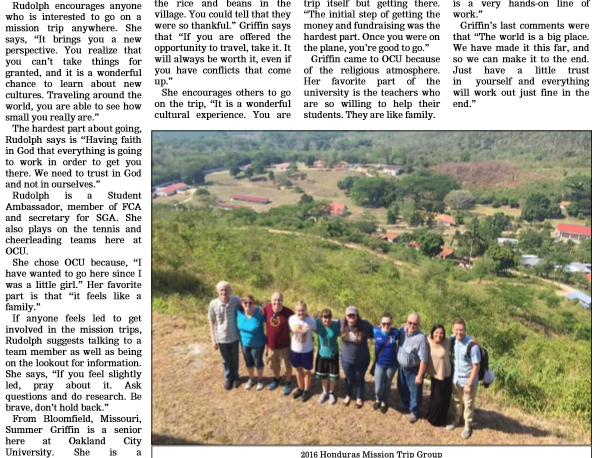 Rudolph encourages anyone
who is interested to go on a
mission trip anywhere. She
says, “It brings you a new
perspective. You realize that
you can’t take things for
granted, and it is a wonderful
chance to learn about new
cultures. Traveling around the
world, you are able to see how
small you really are.”
The hardest part about going,
Rudolph says is “Having faith
in God that everything is going
to work in order to get you
there. We need to trust in God
and not in ourselves.”
Rudolph is a Student
Ambassador, member of FCA
and secretary for SGA. She
also plays on the tennis and
cheerleading teams here at
OCU.
She chose OCU because, “I
have wanted to go here since I
was a little girl.” Her favorite
part is that “it feels like a
family.”
If anyone feels led to get
involved in the mission trips,
Rudolph suggests talking to a
team member as well as being
on the lookout for information.
She says, “If you feel slightly
led, pray about it. Ask
questions and do research. Be
brave, don’t hold back.”
From Bloomfield, Missouri,
Summer Griffin is a senior
here at Oakland City
University. She is a
the rice and beans in the
village. You could tell that they
were so thankful.” Griffin says
that “If you are offered the
opportunity to travel, take it. It
will always be worth it, even if
you have conflicts that come
up.”
She encourages others to go
on the trip, “It is a wonderful
cultural experience. You are
trip itself but getting there.
“The initial step of getting the
money and fundraising was the
hardest part. Once you were on
the plane, you’re good to go.”
Griffin came to OCU because
of the religious atmosphere.
Her favorite part of the
university is the teachers who
are so willing to help their
students. They are like family.
is a very hands-on line of
work.”
Griffin’s last comments were
that “The world is a big place.
We have made it this far, and
so we can make it to the end.
Just have a little trust
in yourself and everything
will work out just fine in the
end.”
2016 Honduras Mission Trip Group